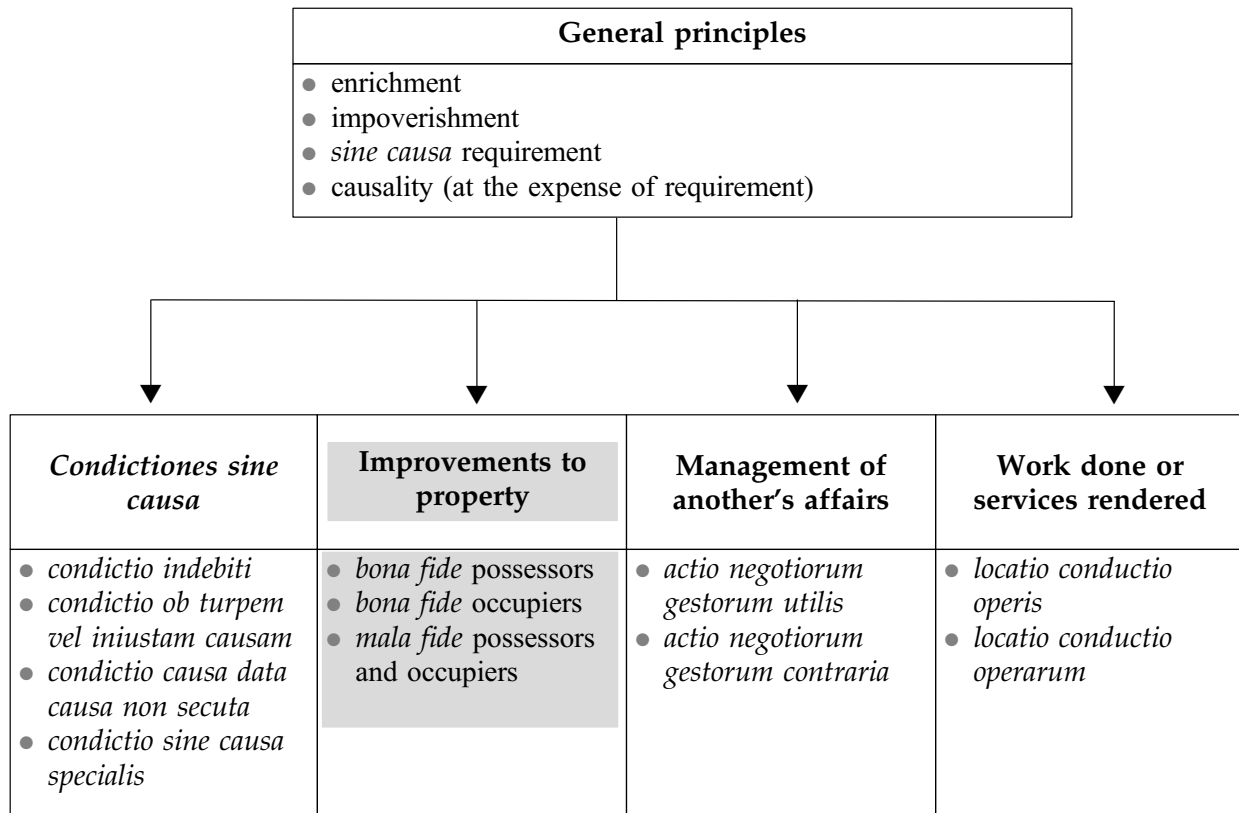 General principles
● enrichment
● impoverishment
● sine causa requirement
● causality (at the expense of requirement)
Condictiones sine
causa
● condictio indebiti
● condictio ob turpem
vel iniustam causam
● condictio causa data
causa non secuta
● condictio sine causa
specialis
Improvements to
property
● bona fide possessors
● bona fide occupiers
● mala fide possessors
and occupiers
Management of
another’s affairs
● actio negotiorum
gestorum utilis
● actio negotiorum
gestorum contraria
Work done or
services rendered
● locatio conductio
operis
● locatio conductio
operarum